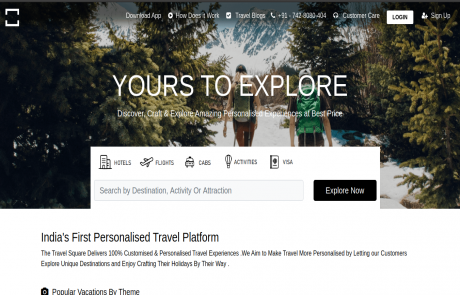 Download App How Does it Work Travel Blogs +91 - 742-8080-404 Customer Care LOGIN Sign Up
YOURS TO EXPLORE
Discover, Craft & Explore Amazing Personalised Experiences at Best Price
HOTELS FLIGHTS CABS ACTIVITIES VISA
Search by Destination, Activity Or Attraction Explore Now
India's First Personalised Travel Platform
The Travel Square Delivers 100% Customised & Personalised Travel Experiences .We Aim to Make Travel More Personalised by Letting our Customers
Explore Unique Destinations and Enjoy Crafting Their Holidays By Their Way .
Popular Vacations By Theme